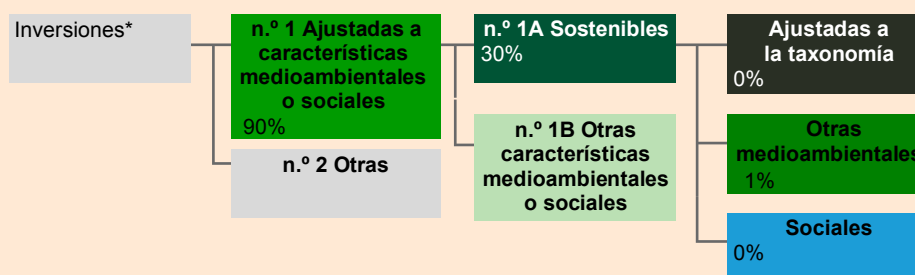 Inversiones*
n.º 1 Ajustadas a
características
medioambientales
o sociales
90%
n.º 2 Otras
n.º 1A Sostenibles
30%
n.º 1B Otras
características
medioambientales
o sociales
Ajustadas a
la taxonomía
0%
Otras
medioambientales
1%
Sociales
0%